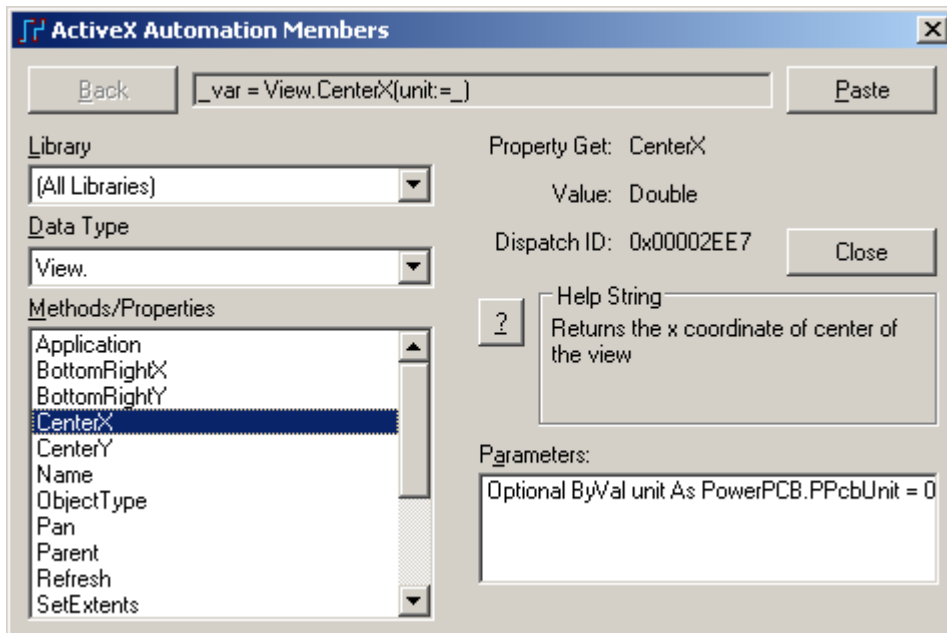 ActiveX Automation Members
Back
_var = View.CenterX(unit:=_)
Paste
Library
(All Libraries)
Data Type
View.
Methods/Properties
Application
BottomRightX
BottomRightY
CenterX
CenterY
Name
ObjectType
Pan
Parent
Refresh
SetExtents
Property Get: CenterX
Value: Double
Dispatch ID: 0x00002EE7
Close
?
Help String
Returns the x coordinate of center of
the view
Parameters:
Optional ByVal unit As PowerPCB.PPcbUnit = 0